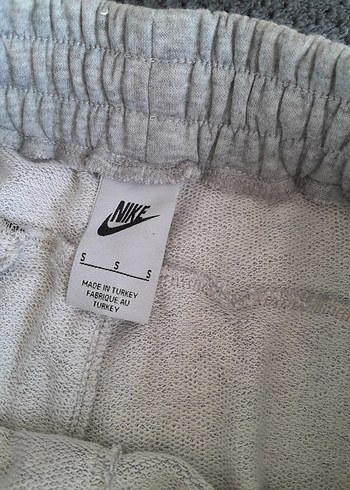 NIKE
S S S
MADE IN TURKEY
FABRIQUE AU
TURKEY